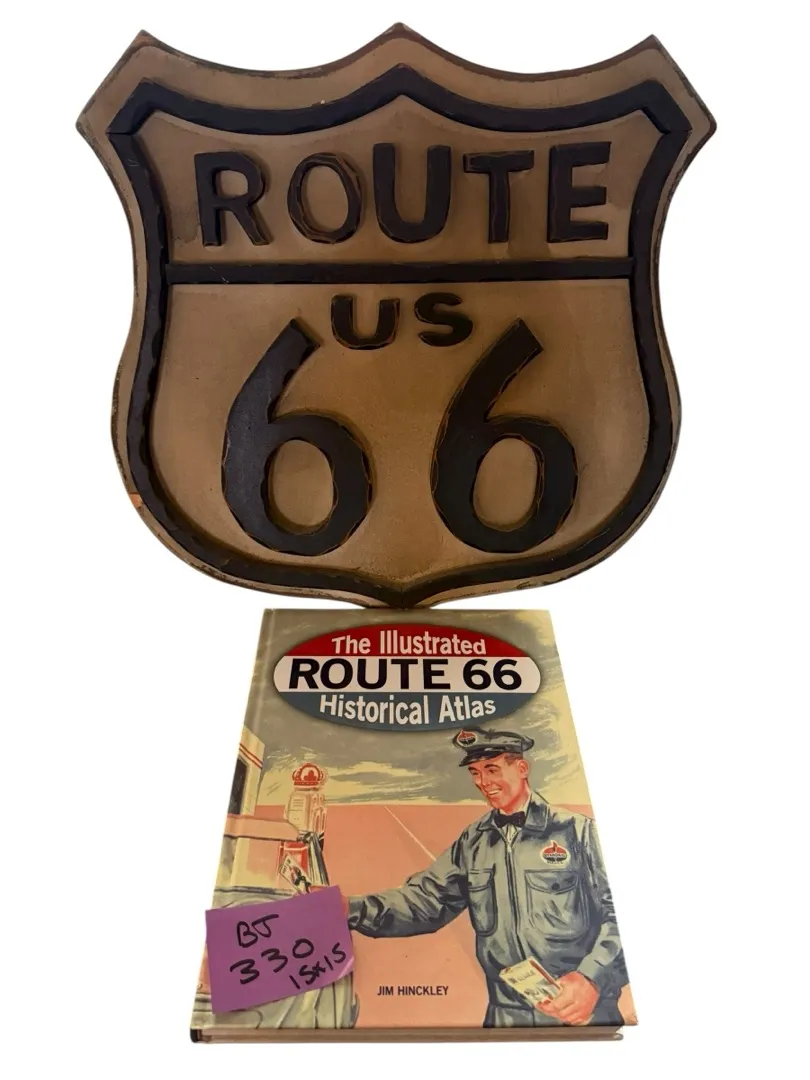 ROUTE
US
66
The Illustrated
ROUTE 66
Historical Atlas
BJ
330
15x15
JIM HINCKLEY